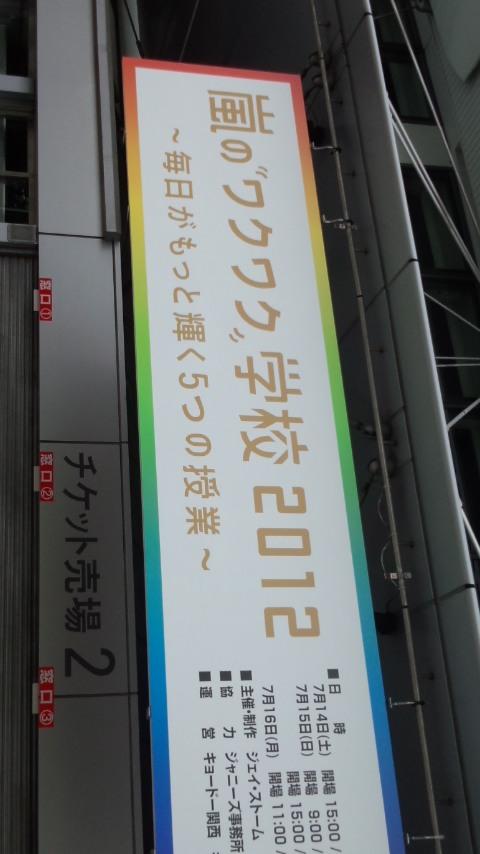 嵐の"ワクワク"学校 2012
～毎日がもっと輝く5つの授業～
■日 時
7月14日(土) 開場 15:00 /
7月15日(日) 開場 9:00 /
開場 15:00 /
7月16日(月) 開場 11:00 /
■主催・制作 ジェイ・ストーム
■協 力 ジャニーズ事務所
■運 営 キョードー関西
チケット売場 2
窓口①
窓口②
窓口③